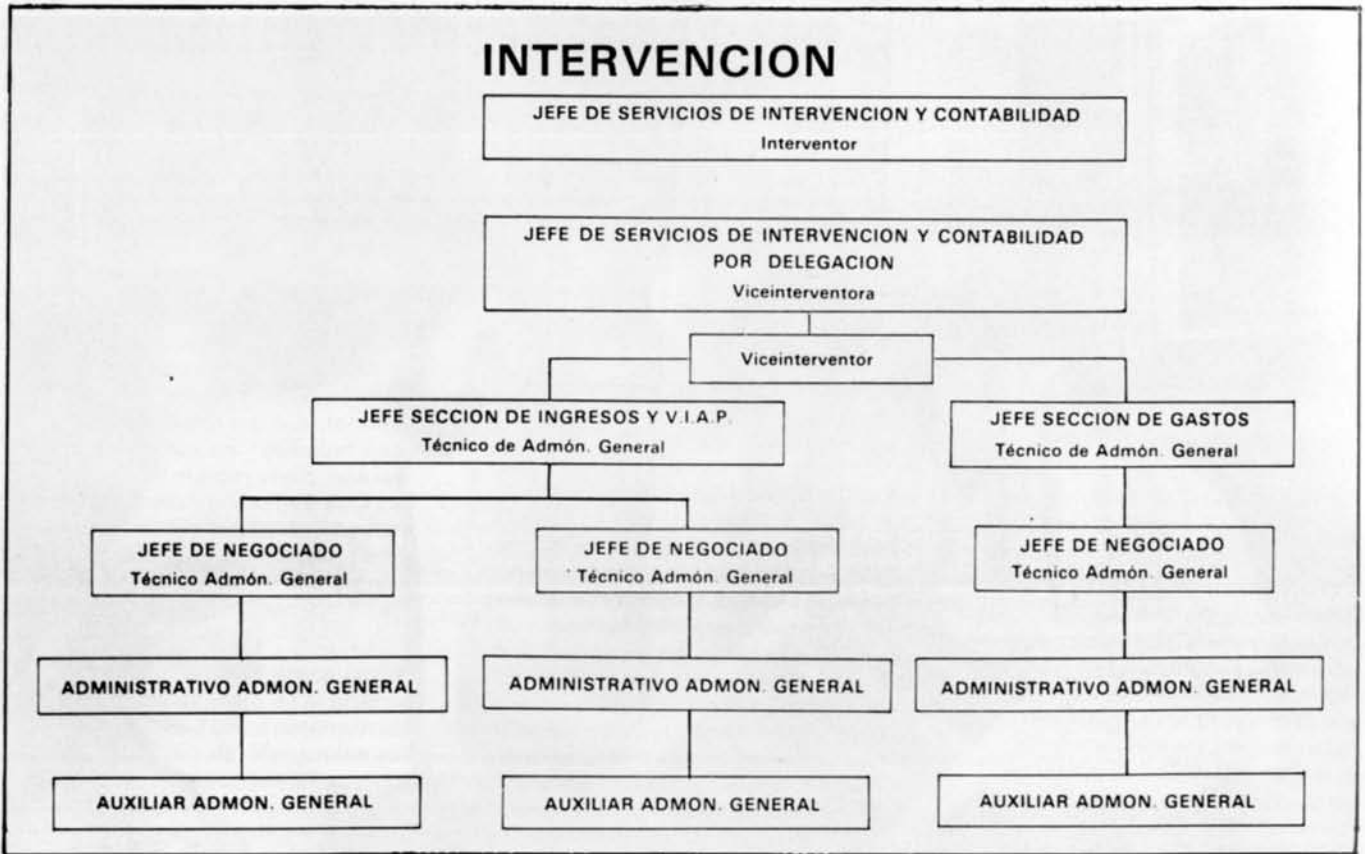 INTERVENCION
JEFE DE SERVICIOS DE INTERVENCION Y CONTABILIDAD
Interventor
JEFE DE SERVICIOS DE INTERVENCION Y CONTABILIDAD
POR DELEGACION
Viceinterventora
Viceinterventor
JEFE SECCION DE INGRESOS Y V.I.A.P.
Técnico de Admón. General
JEFE SECCION DE GASTOS
Técnico de Admón. General
JEFE DE NEGOCIADO
Técnico Admón. General
JEFE DE NEGOCIADO
Técnico Admón. General
JEFE DE NEGOCIADO
Técnico Admón. General
ADMINISTRATIVO ADMON. GENERAL
ADMINISTRATIVO ADMON. GENERAL
ADMINISTRATIVO ADMON. GENERAL
AUXILIAR ADMON. GENERAL
AUXILIAR ADMON. GENERAL
AUXILIAR ADMON. GENERAL